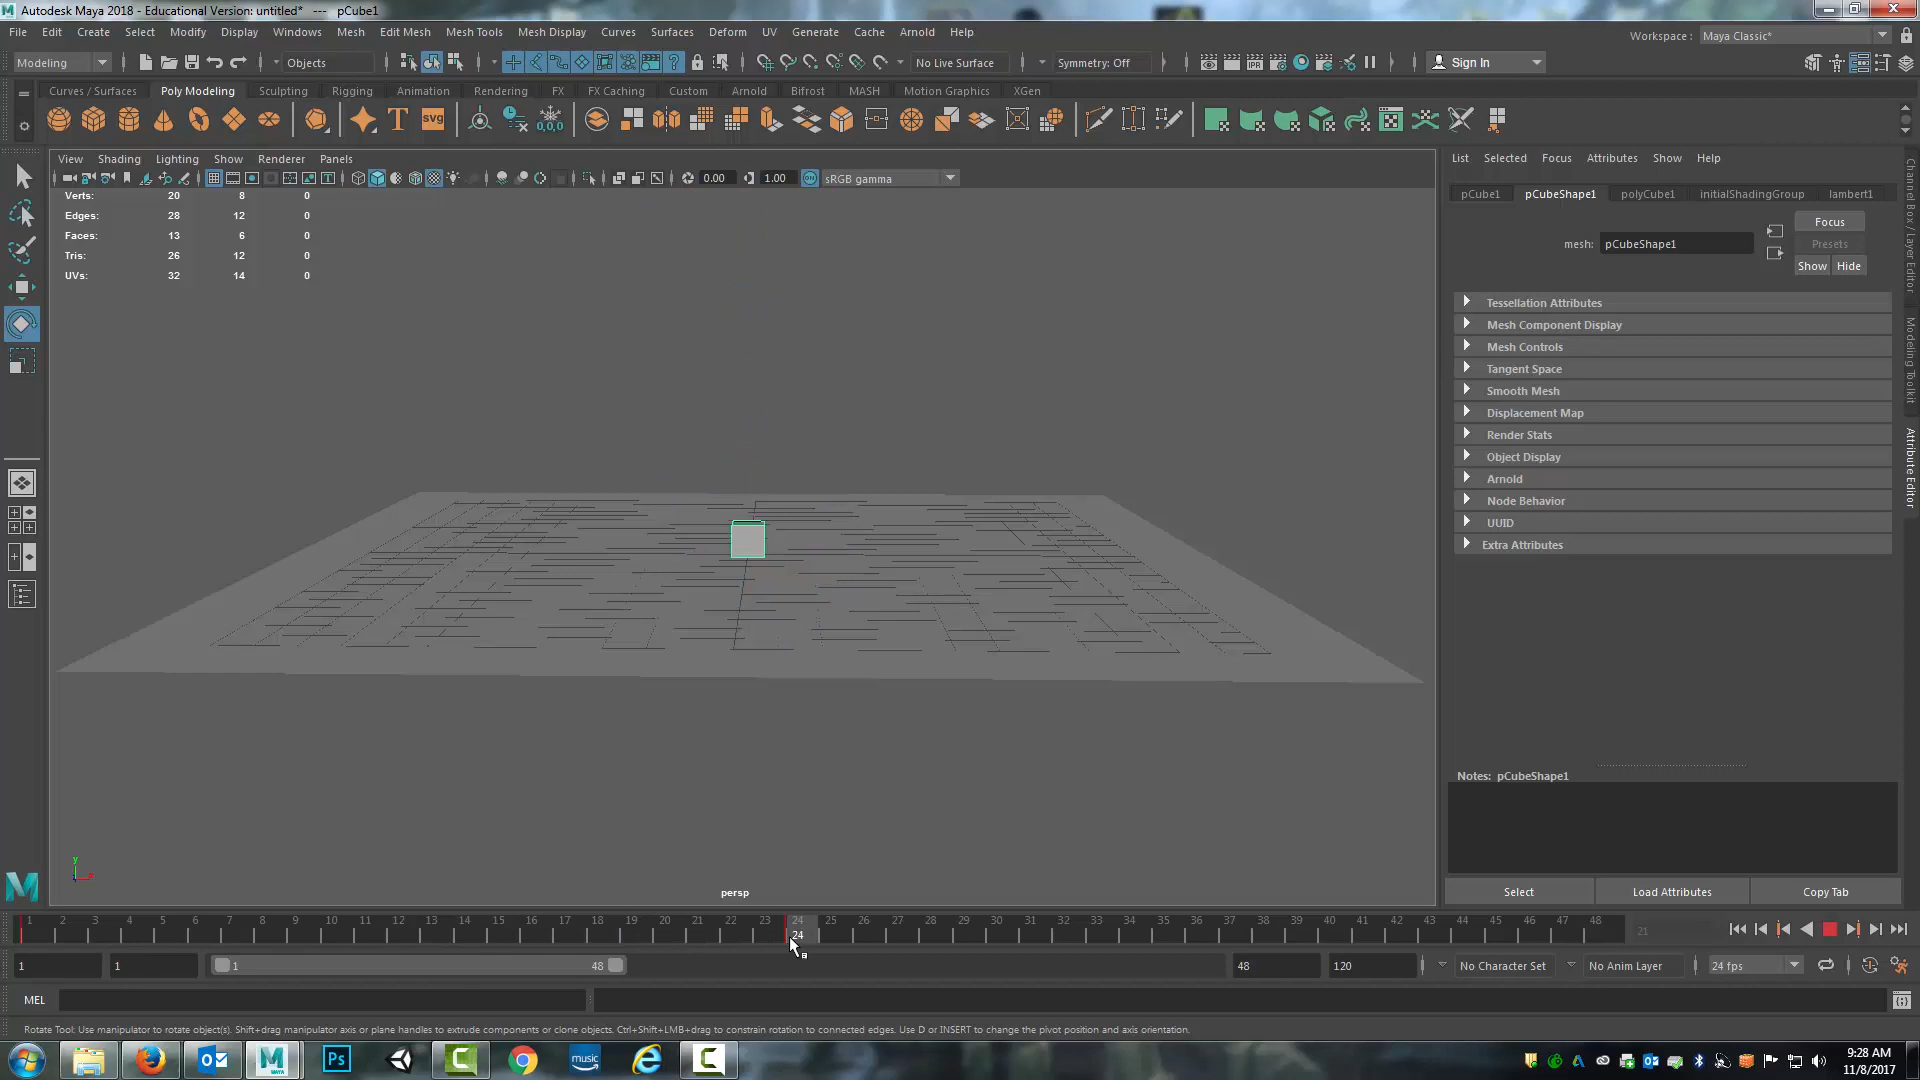 Autodesk Maya 2018 - Educational Version: untitled*   ---   pCube1
File Edit Create Select Modify Display Windows Mesh Edit Mesh Mesh Tools Mesh Display Curves Surfaces Deform UV Generate Cache Arnold Help
Workspace : Maya Classic*
Modeling Objects No Live Surface Symmetry: Off Sign In
Curves / Surfaces Poly Modeling Sculpting Rigging Animation Rendering FX FX Caching Custom Arnold Bifrost MASH Motion Graphics XGen
T svg 0,0,0
View Shading Lighting Show Renderer Panels
0.00 1.00 ON sRGB gamma
Verts: 20 8 0
Edges: 28 12 0
Faces: 13 6 0
Tris: 26 12 0
UVs: 32 14 0
y
persp
List Selected Focus Attributes Show Help
pCube1 pCubeShape1 polyCube1 initialShadingGroup lambert1
Focus
mesh: pCubeShape1
Presets
Show Hide
Tessellation Attributes
Mesh Component Display
Mesh Controls
Tangent Space
Smooth Mesh
Displacement Map
Render Stats
Object Display
Arnold
Node Behavior
UUID
Extra Attributes
Notes: pCubeShape1
Select Load Attributes Copy Tab
Channel Box / Layer Editor
Modeling Toolkit
Attribute Editor
1 2 3 4 5 6 7 8 9 10 11 12 13 14 15 16 17 18 19 20 21 22 23 24 25 26 27 28 29 30 31 32 33 34 35 36 37 38 39 40 41 42 43 44 45 46 47 48
24
21
1 1 1 48 48 120 No Character Set No Anim Layer 24 fps
MEL
Rotate Tool: Use manipulator to rotate object(s). Shift+drag manipulator axis or plane handles to extrude components or clone objects. Ctrl+Shift+LMB+drag to constrain rotation to connected edges. Use D or INSERT to change the pivot position and axis orientation.
MAYA Ps music
9:28 AM
11/8/2017